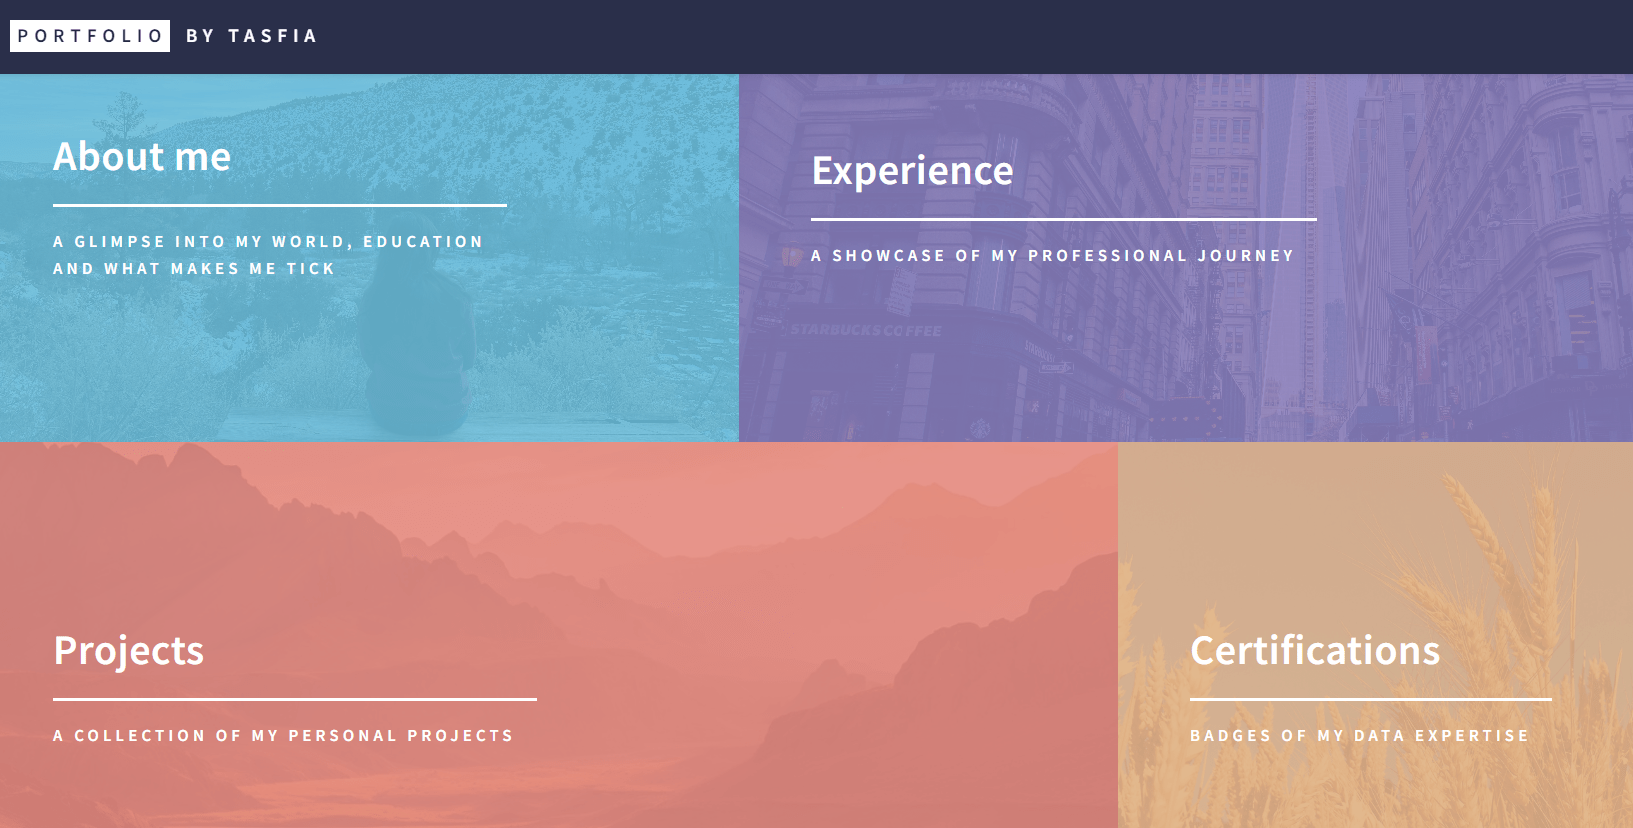 PORTFOLIO BY TASFIA
About me
A GLIMPSE INTO MY WORLD, EDUCATION
AND WHAT MAKES ME TICK
Experience
A SHOWCASE OF MY PROFESSIONAL JOURNEY
STARBUCKS COFFEE
Projects
A COLLECTION OF MY PERSONAL PROJECTS
Certifications
BADGES OF MY DATA EXPERTISE